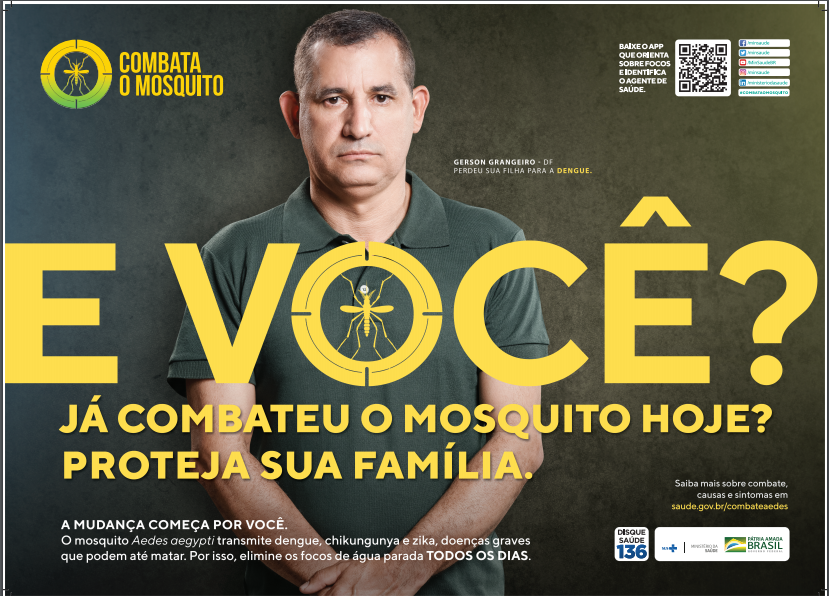 COMBATA
O MOSQUITO
BAIXE O APP
QUE ORIENTA
SOBRE FOCOS
E IDENTIFICA
O AGENTE DE
SAÚDE.
/minsaude
/minsaude
/MinSaudeBR
/minsaude
/ministeriodasaude
#COMBATAOMOSQUITO
GERSON GRANGEIRO - DF
PERDEU SUA FILHA PARA A DENGUE.
E VOCÊ?
JÁ COMBATEU O MOSQUITO HOJE?
PROTEJA SUA FAMÍLIA.
Saiba mais sobre combate,
causas e sintomas em
saude.gov.br/combateaedes
A MUDANÇA COMEÇA POR VOCÊ.
O mosquito Aedes aegypti transmite dengue, chikungunya e zika, doenças graves
que podem até matar. Por isso, elimine os focos de água parada TODOS OS DIAS.
DISQUE
SAÚDE
136
SUS
MINISTÉRIO DA
SAÚDE
PÁTRIA AMADA
BRASIL
GOVERNO FEDERAL